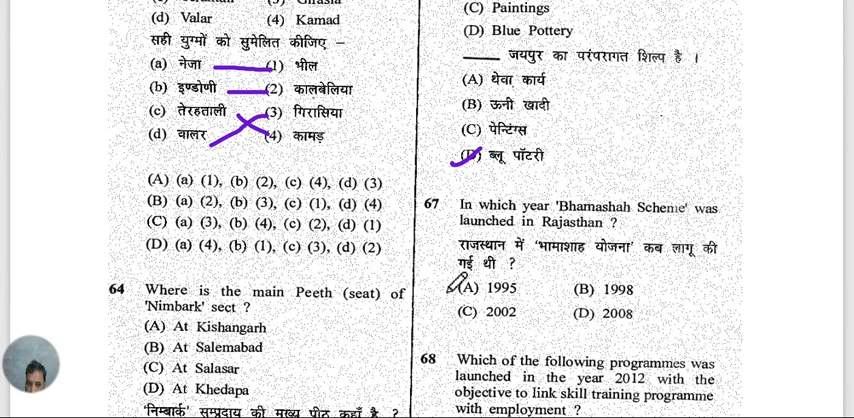 (d) Valar (4) Kamad
सही युग्मों को सुमेलित कीजिए –
(a) नेजा (1) भील
(b) इण्डोणी (2) कालबेलिया
(c) तेरहताली (3) गिरासिया
(d) वालर (4) कामड़
(A) (a) (1), (b) (2), (c) (4), (d) (3)
(B) (a) (2), (b) (3), (c) (1), (d) (4)
(C) (a) (3), (b) (4), (c) (2), (d) (1)
(D) (a) (4), (b) (1), (c) (3), (d) (2)
64 Where is the main Peeth (seat) of
'Nimbark' sect ?
(A) At Kishangarh
(B) At Salemabad
(C) At Salasar
(D) At Khedapa
'निम्बार्क' सम्प्रदाय की मुख्य पीठ कहाँ है ?
(C) Paintings
(D) Blue Pottery
____ जयपुर का परंपरागत शिल्प है ।
(A) थेवा कार्य
(B) ऊनी खादी
(C) पेन्टिंग्स
(D) ब्लू पॉटरी
67 In which year 'Bhamashah Scheme' was
launched in Rajasthan ?
राजस्थान में 'भामाशाह योजना' कब लागू की
गई थी ?
(A) 1995 (B) 1998
(C) 2002 (D) 2008
68 Which of the following programmes was
launched in the year 2012 with the
objective to link skill training programme
with employment ?